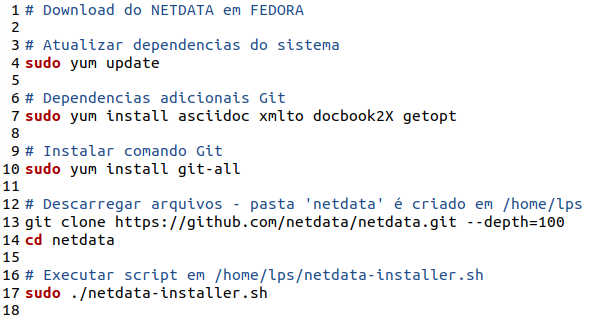 1 # Download do NETDATA em FEDORA
2
3 # Atualizar dependencias do sistema
4 sudo yum update
5
6 # Dependencias adicionais Git
7 sudo yum install asciidoc xmlto docbook2X getopt
8
9 # Instalar comando Git
10 sudo yum install git-all
11
12 # Descarregar arquivos - pasta 'netdata' é criado em /home/lps
13 git clone https://github.com/netdata/netdata.git --depth=100
14 cd netdata
15
16 # Executar script em /home/lps/netdata-installer.sh
17 sudo ./netdata-installer.sh
18